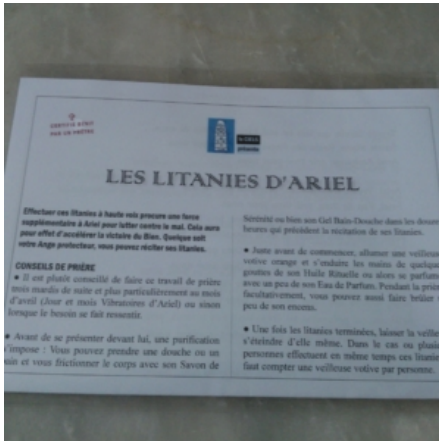 CERTIFIÉ BÉNIT
PAR UN PRÊTRE
présente
LES LITANIES D'ARIEL
Effectuer ces litanies à haute voix procure une force
supplémentaire à Ariel pour lutter contre le mal. Cela aura
pour effet d'accélérer la victoire du Bien. Quelque soit
votre Ange protecteur, vous pouvez réciter ses litanies.
CONSEILS DE PRIÈRE
● Il est plutôt conseillé de faire ce travail de prière
trois mardis de suite et plus particulièrement au mois
d'avril (Jour et mois Vibratoires d'Ariel) ou sinon
lorsque le besoin se fait ressentir.
● Avant de se présenter devant lui, une purification
s'impose : Vous pouvez prendre une douche ou un
bain et vous frictionner le corps avec son Savon de
Sérénité ou bien son Gel Bain-Douche dans les douze
heures qui précèdent la récitation de ses litanies.
● Juste avant de commencer, allumer une veilleuse
votive orange et s'enduire les mains de quelques
gouttes de son Huile Rituelle ou alors se parfumer
avec un peu de son Eau de Parfum. Pendant la prière
facultativement, vous pouvez aussi faire brûler
peu de son encens.
● Une fois les litanies terminées, laisser la veilleuse
s'éteindre d'elle même. Dans le cas ou plusieurs
personnes effectuent en même temps ces litanies
faut compter une veilleuse votive par personne.